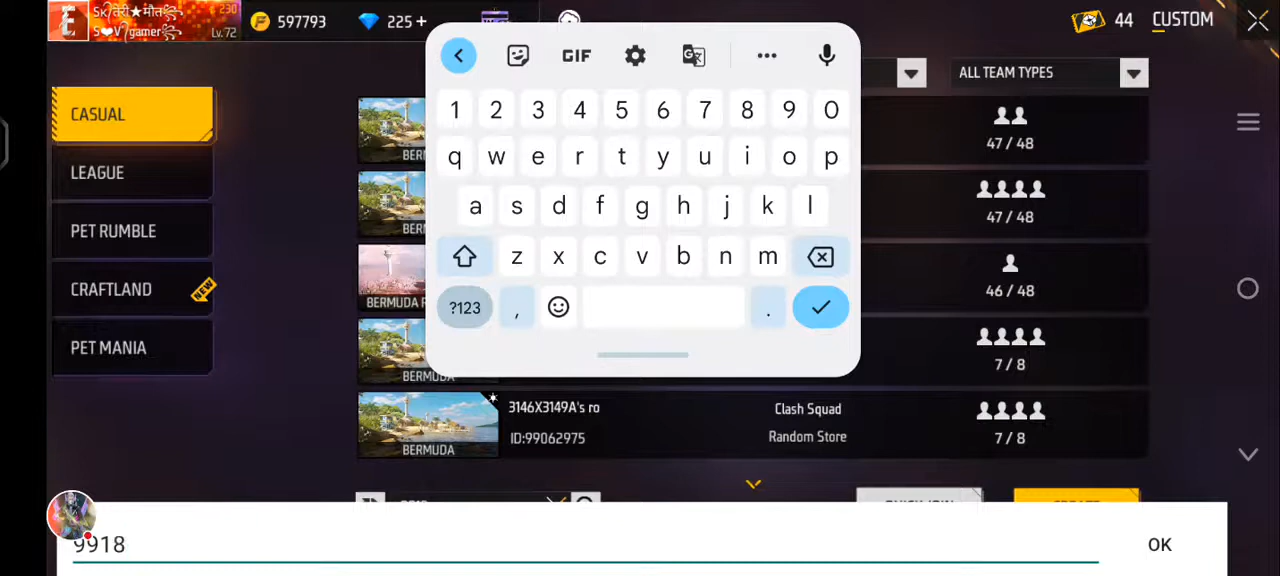 E
Sk/वेरी★मौत꧂
S❤V/gamer꧂
230
Lv. 72
597793
225 +
44
CUSTOM
CASUAL
LEAGUE
PET RUMBLE
CRAFTLAND
NEW
PET MANIA
ALL TEAM TYPES
GIF
1 2 3 4 5 6 7 8 9 0
q w e r t y u i o p
a s d f g h j k l
z x c v b n m
?123 , .
47 / 48
47 / 48
BERMUDA R
46 / 48
BERMUDA
7 / 8
3146X3149A's ro
Clash Squad
ID:99062975
Random Store
BERMUDA
7 / 8
9918
OK